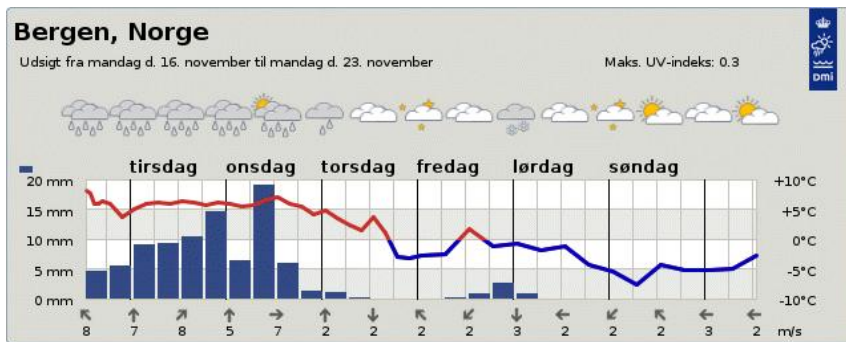 Bergen, Norge
Udsigt fra mandag d. 16. november til mandag d. 23. november
Maks. UV-indeks: 0.3
DMI
tirsdag onsdag torsdag fredag lørdag søndag
20 mm +10°C
15 mm +5°C
10 mm 0°C
5 mm -5°C
0 mm -10°C
8 7 8 5 7 2 2 2 2 3 2 2 2 3 2 m/s